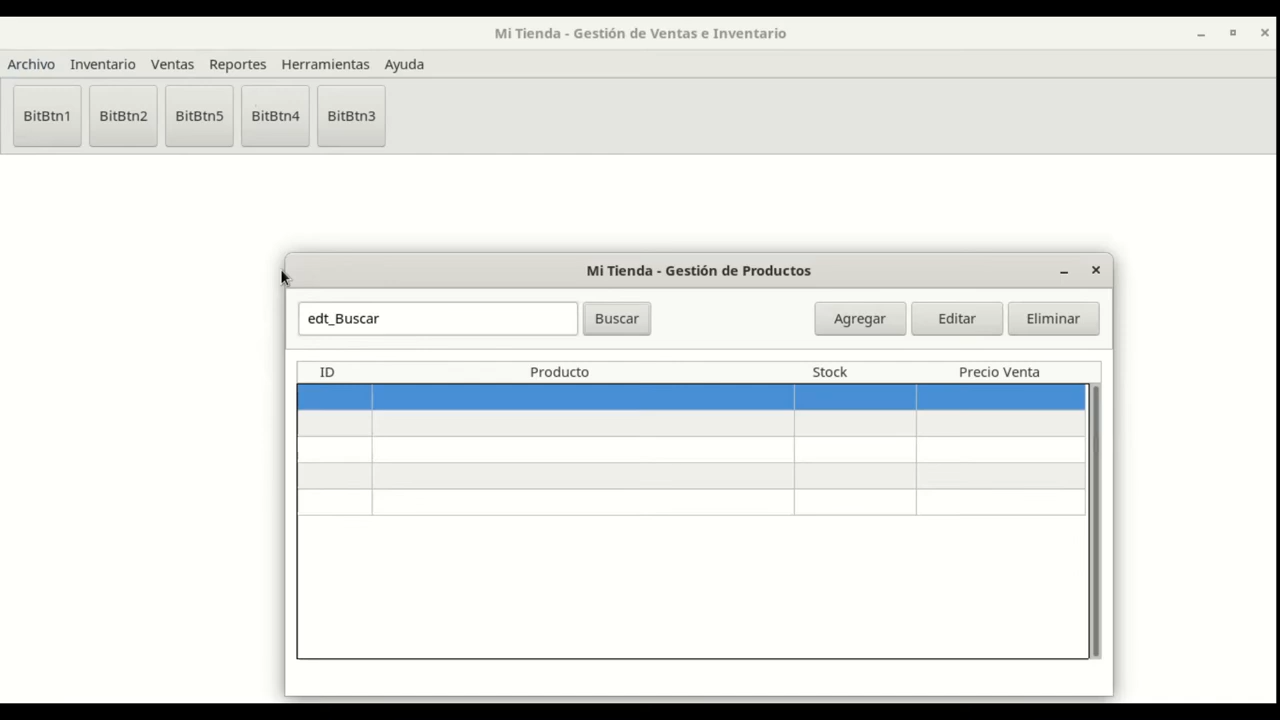 Mi Tienda - Gestión de Ventas e Inventario
Archivo Inventario Ventas Reportes Herramientas Ayuda
BitBtn1 BitBtn2 BitBtn5 BitBtn4 BitBtn3
Mi Tienda - Gestión de Productos
edt_Buscar Buscar Agregar Editar Eliminar
ID Producto Stock Precio Venta